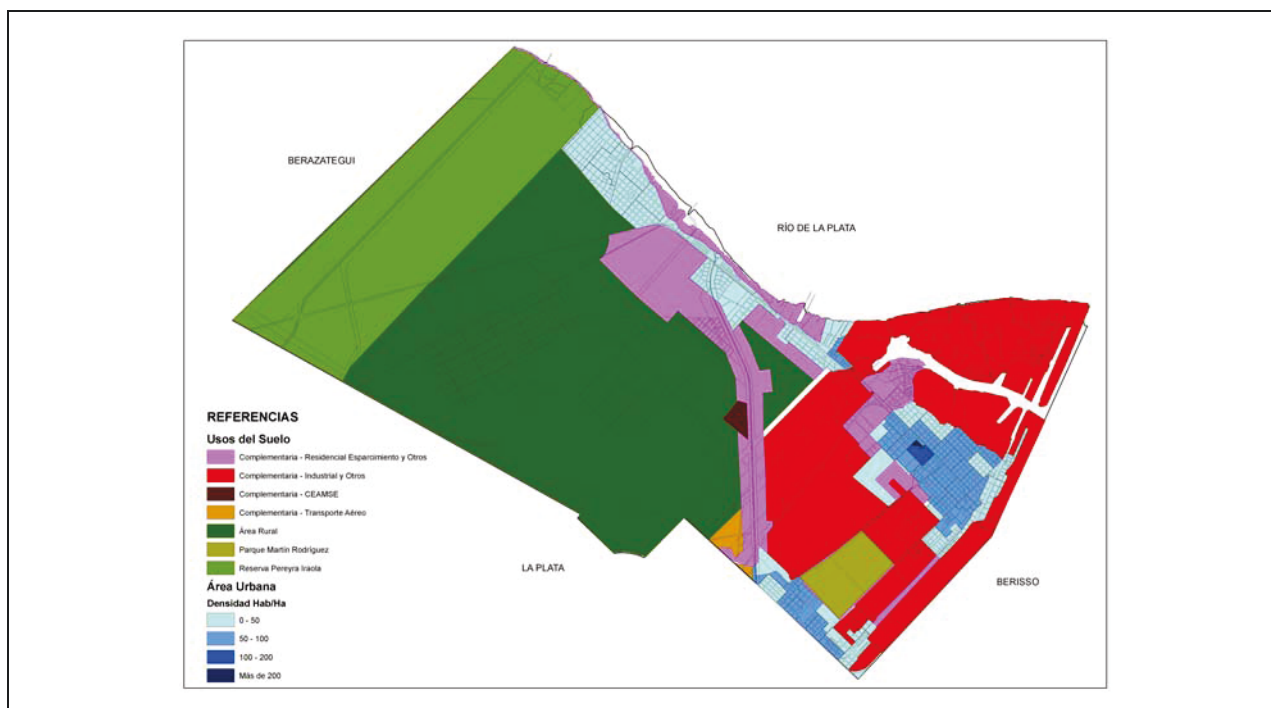 BERAZATEGUI
RÍO DE LA PLATA
REFERENCIAS
Usos del Suelo
Complementaria - Residencial Esparcimiento y Otros
Complementaria - Industrial y Otros
Complementaria - CEAMSE
Complementaria - Transporte Aéreo
Área Rural
Parque Martín Rodríguez
Reserva Pereyra Iraola
LA PLATA
BERISSO
Área Urbana
Densidad Hab/Ha
0 - 50
50 - 100
100 - 200
Más de 200